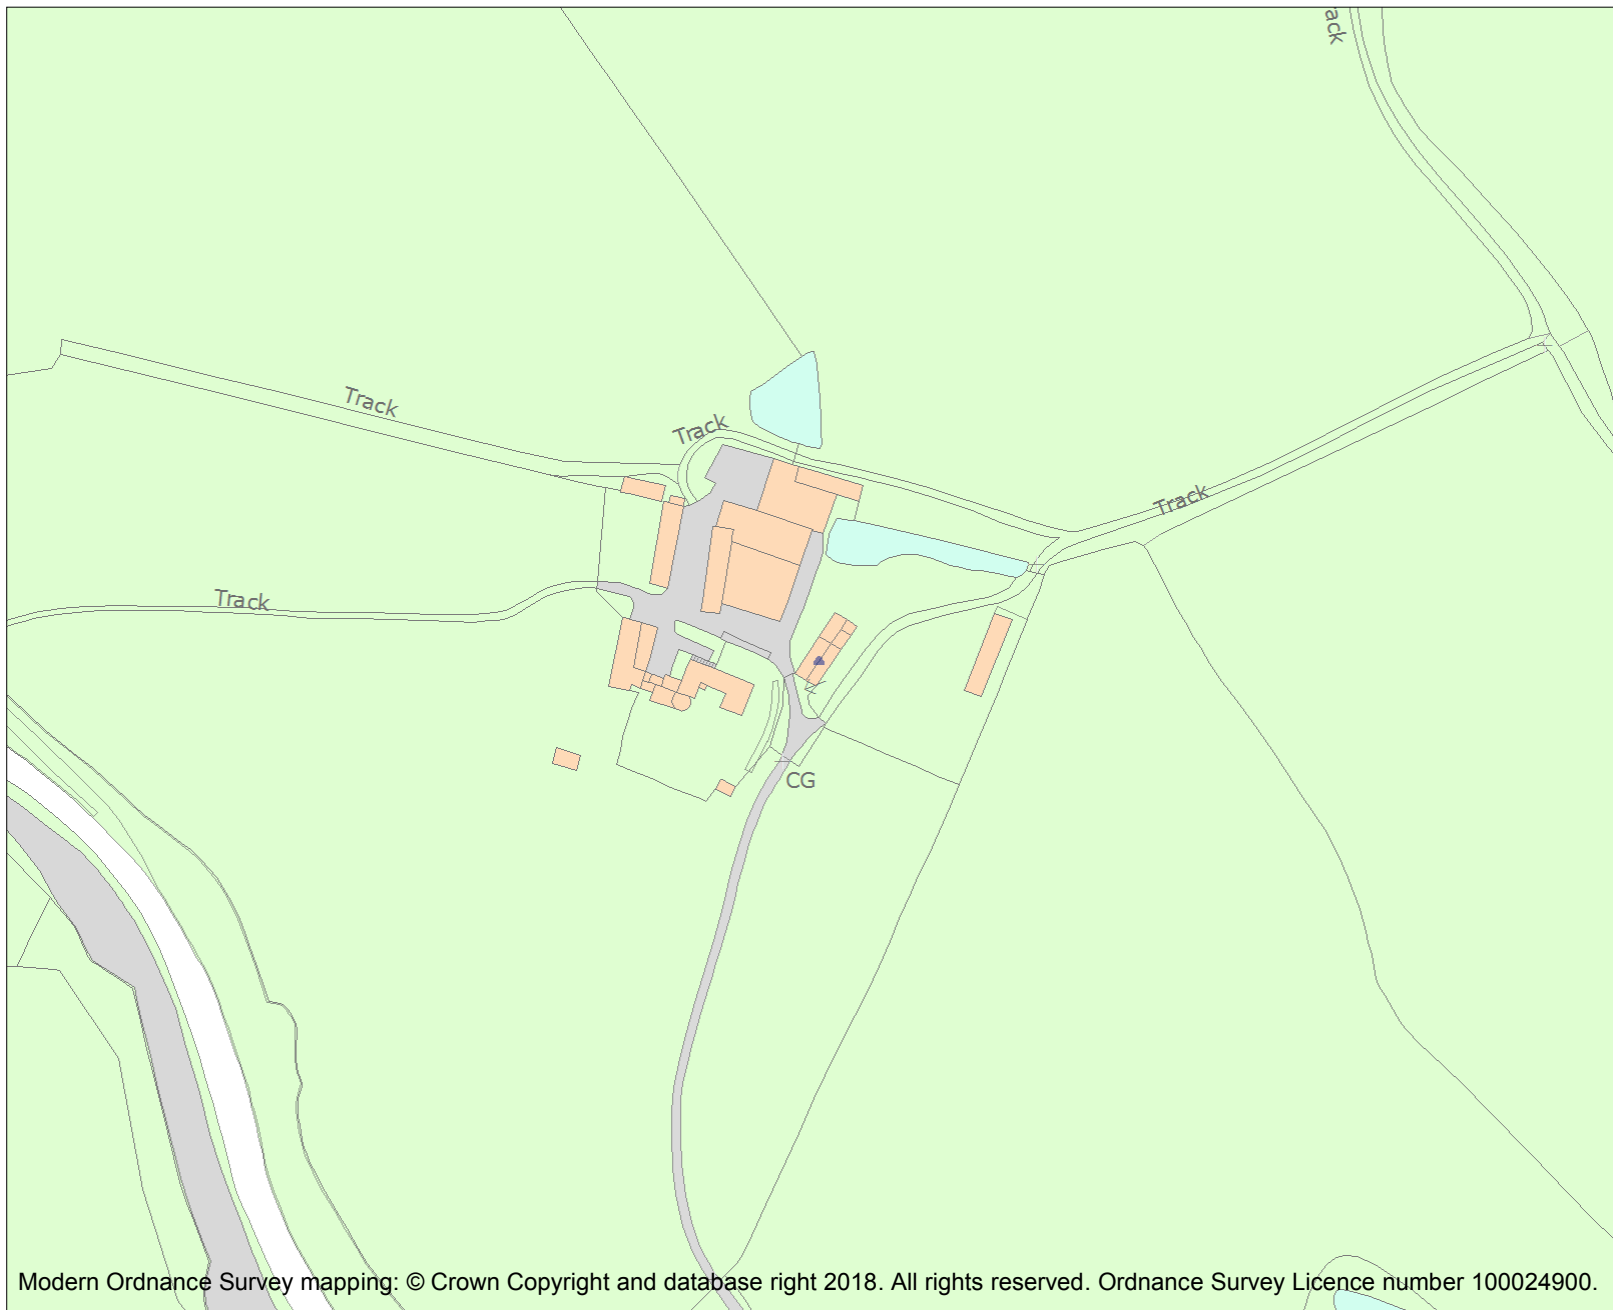 ack
Track
Track
Track
Track
CG
Modern Ordnance Survey mapping: © Crown Copyright and database right 2018. All rights reserved. Ordnance Survey Licence number 100024900.